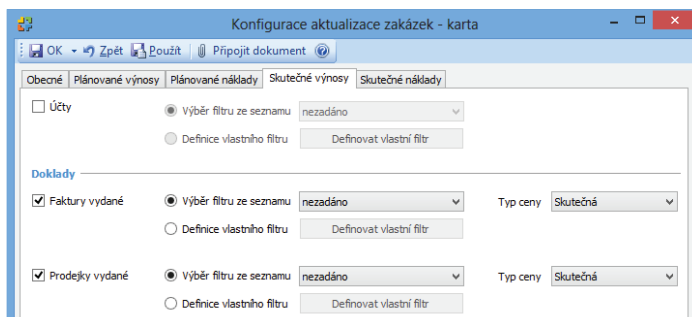 Konfigurace aktualizace zakázek - karta
OK Zpět Použít Připojit dokument
Obecné Plánované výnosy Plánované náklady Skutečné výnosy Skutečné náklady
Účty Výběr filtru ze seznamu nezadáno
Definice vlastního filtru Definovat vlastní filtr
Doklady
Faktury vydané Výběr filtru ze seznamu nezadáno Typ ceny Skutečná
Definice vlastního filtru Definovat vlastní filtr
Prodejky vydané Výběr filtru ze seznamu nezadáno Typ ceny Skutečná
Definice vlastního filtru Definovat vlastní filtr